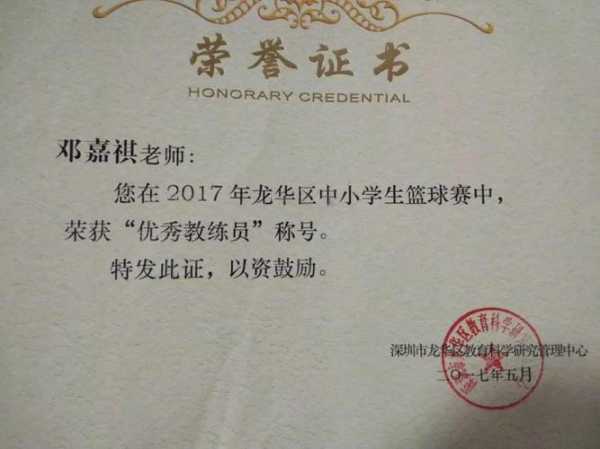 荣誉证书
HONORARY CREDENTIAL
邓嘉祺老师:
您在2017年龙华区中小学生篮球赛中,
荣获“优秀教练员”称号。
特发此证,以资鼓励。
深圳市龙华区教育科学研究管理中心
二〇一七年五月